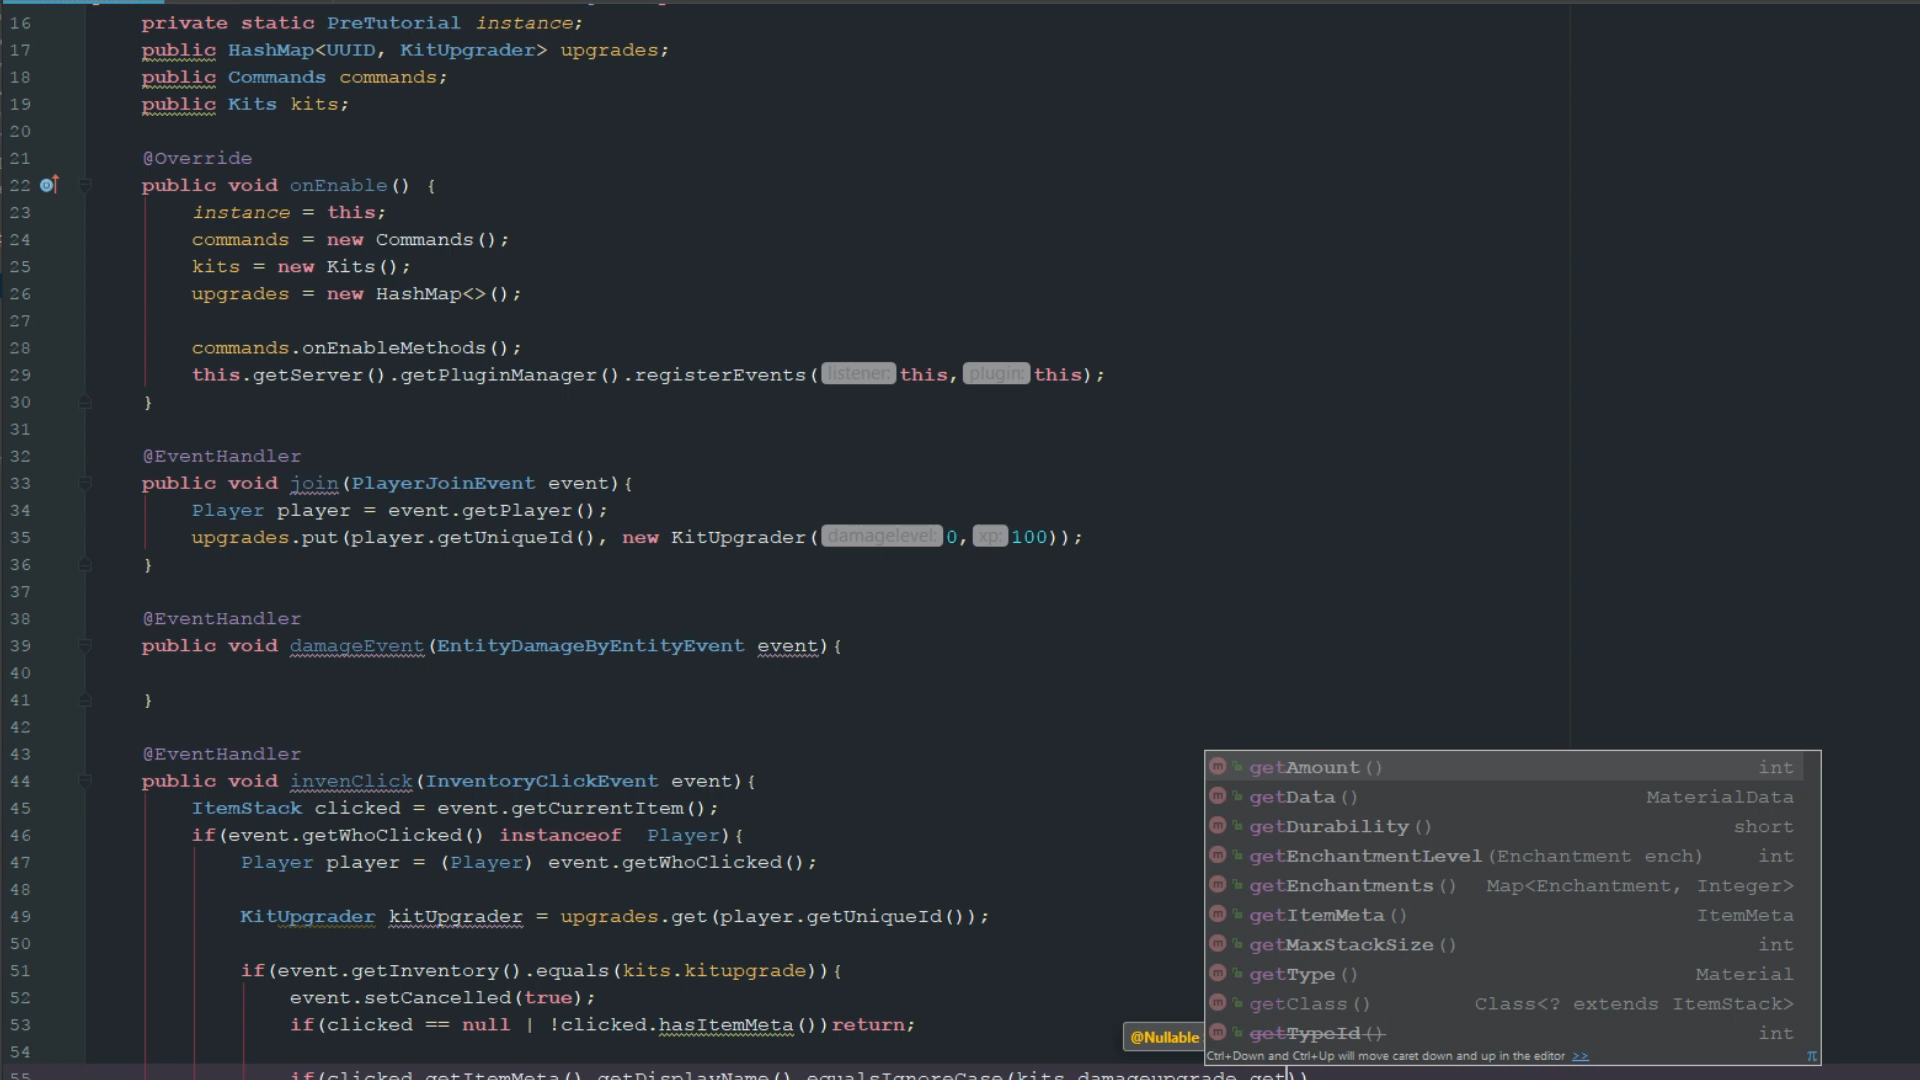 16 private static PreTutorial instance;
17 public HashMap<UUID, KitUpgrader> upgrades;
18 public Commands commands;
19 public Kits kits;
20
21 @Override
22 public void onEnable() {
23 instance = this;
24 commands = new Commands();
25 kits = new Kits();
26 upgrades = new HashMap<>();
27
28 commands.onEnableMethods();
29 this.getServer().getPluginManager().registerEvents( listener: this, plugin: this);
30 }
31
32 @EventHandler
33 public void join(PlayerJoinEvent event){
34 Player player = event.getPlayer();
35 upgrades.put(player.getUniqueId(), new KitUpgrader( damagelevel: 0, xp: 100));
36 }
37
38 @EventHandler
39 public void damageEvent(EntityDamageByEntityEvent event){
40
41 }
42
43 @EventHandler
44 public void invenClick(InventoryClickEvent event){
45 ItemStack clicked = event.getCurrentItem();
46 if(event.getWhoClicked() instanceof Player){
47 Player player = (Player) event.getWhoClicked();
48
49 KitUpgrader kitUpgrader = upgrades.get(player.getUniqueId());
50
51 if(event.getInventory().equals(kits.kitupgrade)){
52 event.setCancelled(true);
53 if(clicked == null | !clicked.hasItemMeta())return;
54
55 if(clicked.getItemMeta().getDisplayName().equalsIgnoreCase(kits.damageupgrade.get))
@Nullable
getAmount() int
getData() MaterialData
getDurability() short
getEnchantmentLevel(Enchantment ench) int
getEnchantments() Map<Enchantment, Integer>
getItemMeta() ItemMeta
getMaxStackSize() int
getType() Material
getClass() Class<? extends ItemStack>
getTypeId() int
Ctrl+Down and Ctrl+Up will move caret down and up in the editor >> π